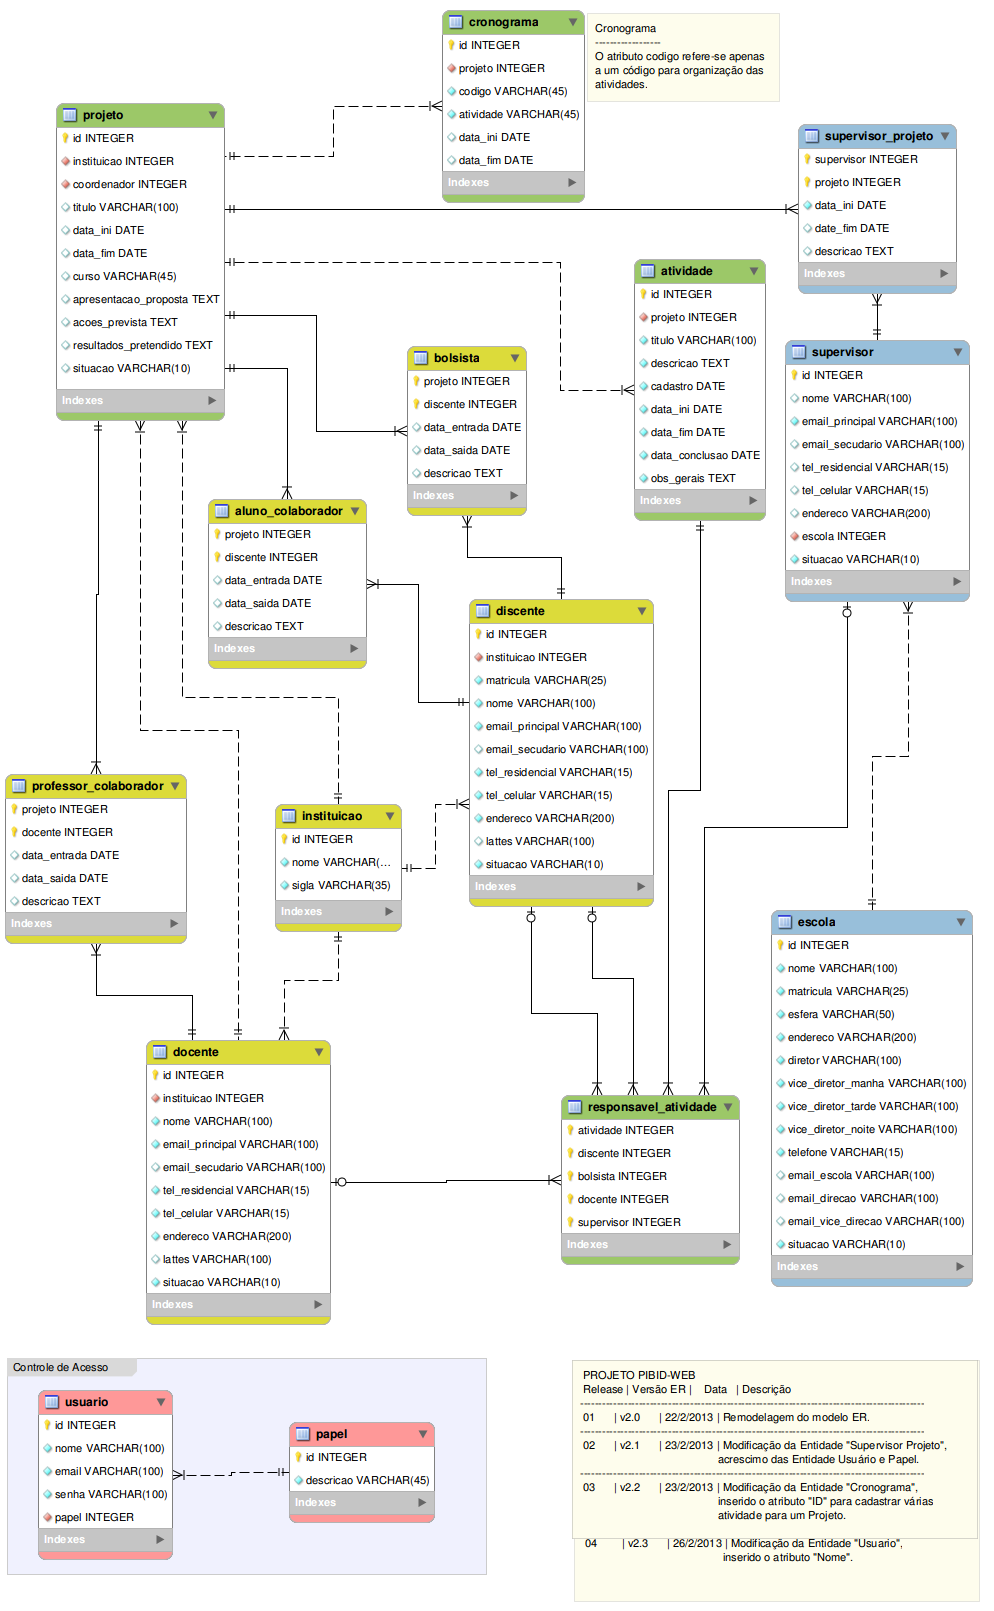 cronograma
id INTEGER
projeto INTEGER
codigo VARCHAR(45)
atividade VARCHAR(45)
data_ini DATE
data_fim DATE
Indexes
Cronograma
------------------
O atributo codigo refere-se apenas
a um código para organização das
atividades.
projeto
id INTEGER
instituicao INTEGER
coordenador INTEGER
titulo VARCHAR(100)
data_ini DATE
data_fim DATE
curso VARCHAR(45)
apresentacao_proposta TEXT
acoes_prevista TEXT
resultados_pretendido TEXT
situacao VARCHAR(10)
Indexes
supervisor_projeto
supervisor INTEGER
projeto INTEGER
data_ini DATE
date_fim DATE
descricao TEXT
Indexes
atividade
id INTEGER
projeto INTEGER
titulo VARCHAR(100)
descricao TEXT
cadastro DATE
data_ini DATE
data_fim DATE
data_conclusao DATE
obs_gerais TEXT
Indexes
bolsista
projeto INTEGER
discente INTEGER
data_entrada DATE
data_saida DATE
descricao TEXT
Indexes
supervisor
id INTEGER
nome VARCHAR(100)
email_principal VARCHAR(100)
email_secudario VARCHAR(100)
tel_residencial VARCHAR(15)
tel_celular VARCHAR(15)
endereco VARCHAR(200)
escola INTEGER
situacao VARCHAR(10)
Indexes
aluno_colaborador
projeto INTEGER
discente INTEGER
data_entrada DATE
data_saida DATE
descricao TEXT
Indexes
discente
id INTEGER
instituicao INTEGER
matricula VARCHAR(25)
nome VARCHAR(100)
email_principal VARCHAR(100)
email_secudario VARCHAR(100)
tel_residencial VARCHAR(15)
tel_celular VARCHAR(15)
endereco VARCHAR(200)
lattes VARCHAR(100)
situacao VARCHAR(10)
Indexes
professor_colaborador
projeto INTEGER
docente INTEGER
data_entrada DATE
data_saida DATE
descricao TEXT
Indexes
instituicao
id INTEGER
nome VARCHAR(...
sigla VARCHAR(35)
Indexes
escola
id INTEGER
nome VARCHAR(100)
matricula VARCHAR(25)
esfera VARCHAR(50)
endereco VARCHAR(200)
diretor VARCHAR(100)
vice_diretor_manha VARCHAR(100)
vice_diretor_tarde VARCHAR(100)
vice_diretor_noite VARCHAR(100)
telefone VARCHAR(15)
email_escola VARCHAR(100)
email_direcao VARCHAR(100)
email_vice_direcao VARCHAR(100)
situacao VARCHAR(10)
Indexes
docente
id INTEGER
instituicao INTEGER
nome VARCHAR(100)
email_principal VARCHAR(100)
email_secudario VARCHAR(100)
tel_residencial VARCHAR(15)
tel_celular VARCHAR(15)
endereco VARCHAR(200)
lattes VARCHAR(100)
situacao VARCHAR(10)
Indexes
responsavel_atividade
atividade INTEGER
discente INTEGER
bolsista INTEGER
docente INTEGER
supervisor INTEGER
Indexes
Controle de Acesso
usuario
id INTEGER
nome VARCHAR(100)
email VARCHAR(100)
senha VARCHAR(100)
papel INTEGER
Indexes
papel
id INTEGER
descricao VARCHAR(45)
Indexes
PROJETO PIBID-WEB
Release | Versão ER | Data | Descrição
01 | v2.0 | 22/2/2013 | Remodelagem do modelo ER.
02 | v2.1 | 23/2/2013 | Modificação da Entidade "Supervisor Projeto",
acrescimo das Entidade Usuário e Papel.
03 | v2.2 | 23/2/2013 | Modificação da Entidade "Cronograma",
inserido o atributo "ID" para cadastrar várias
atividade para um Projeto.
04 | v2.3 | 26/2/2013 | Modificação da Entidade "Usuario",
inserido o atributo "Nome".